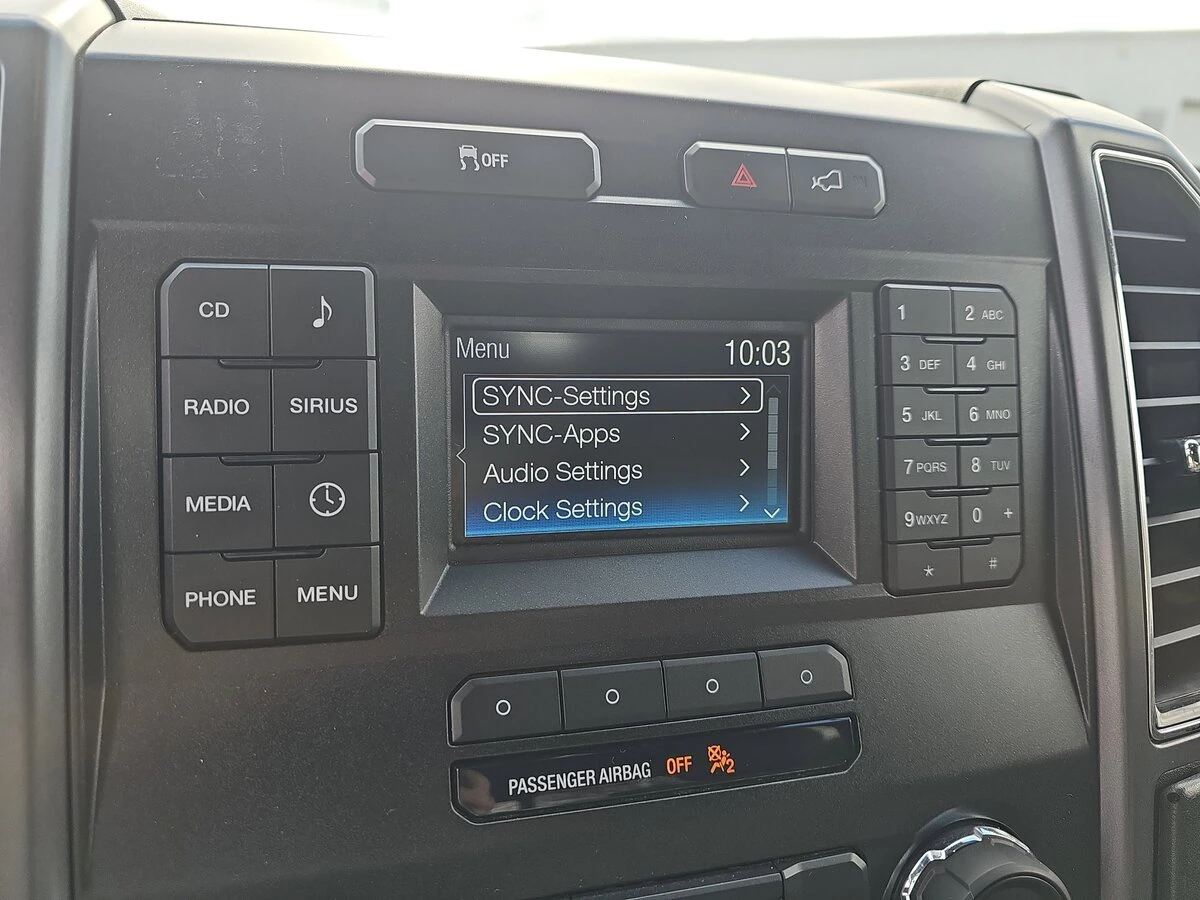 OFF
CD
RADIO SIRIUS
MEDIA
PHONE MENU
Menu 10:03
SYNC-Settings
SYNC-Apps
Audio Settings
Clock Settings
1 2 ABC
3 DEF 4 GHI
5 JKL 6 MNO
7 PQRS 8 TUV
9 WXYZ 0 +
* #
PASSENGER AIRBAG OFF 2